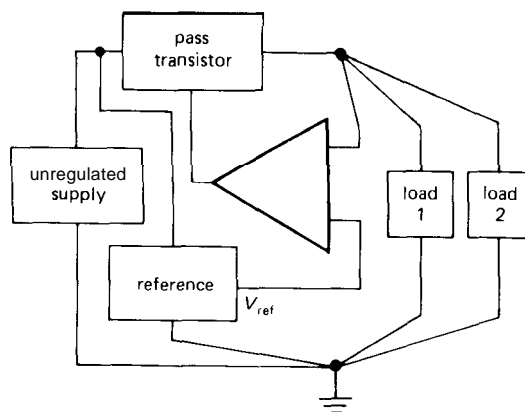 pass
transistor
unregulated
supply
load
1
load
2
reference
V_ref